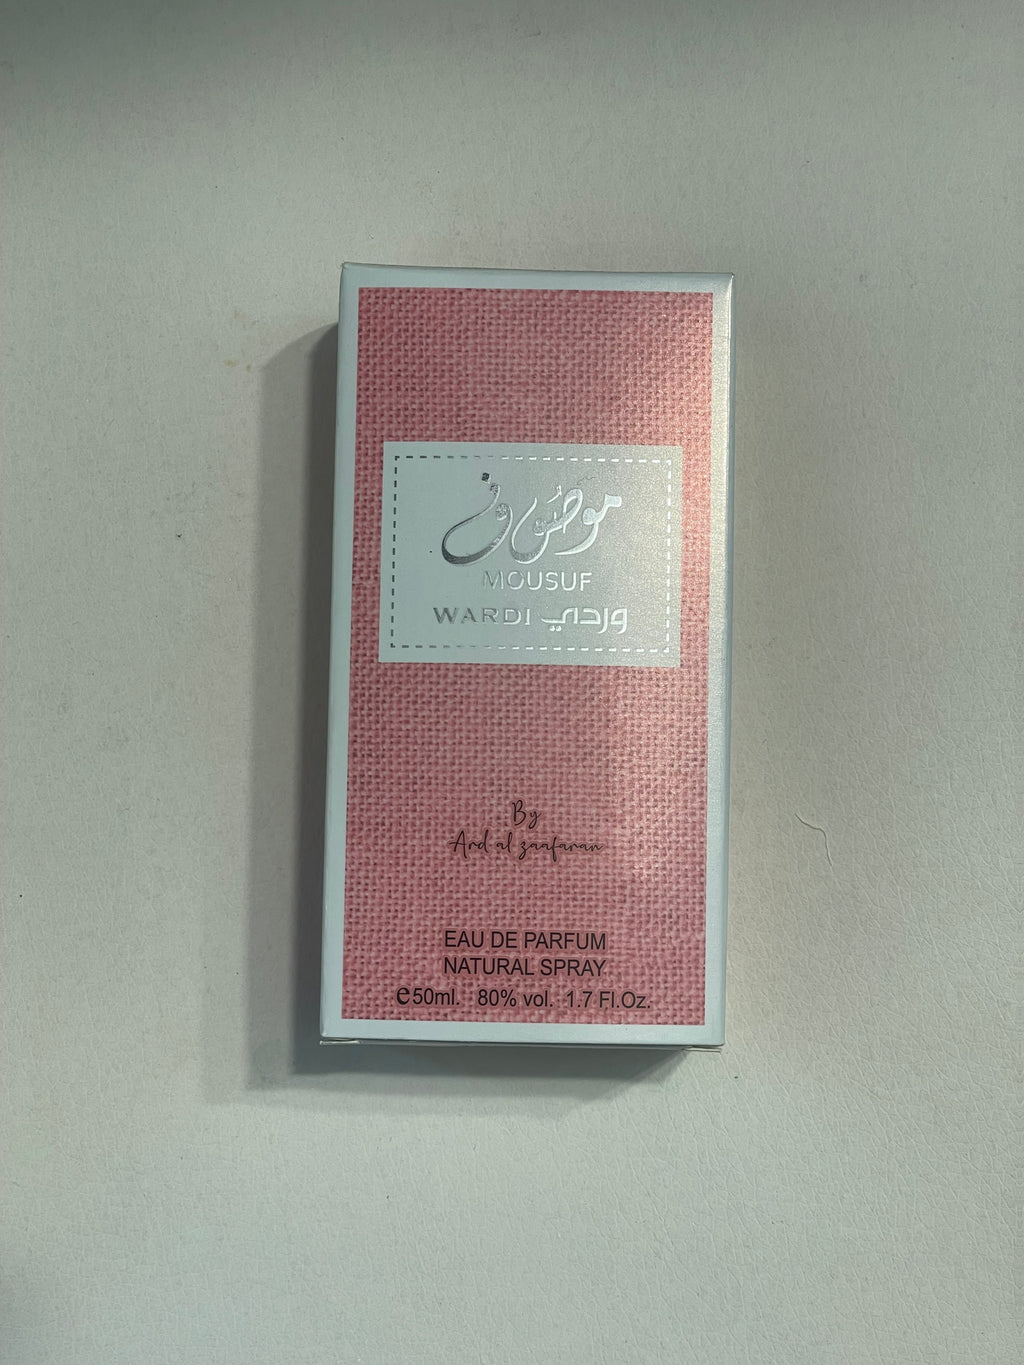 موصوف
MOUSUF
WARDI وردي
By
Ard al zaafaran
EAU DE PARFUM
NATURAL SPRAY
℮50ml. 80% vol. 1.7 Fl.Oz.